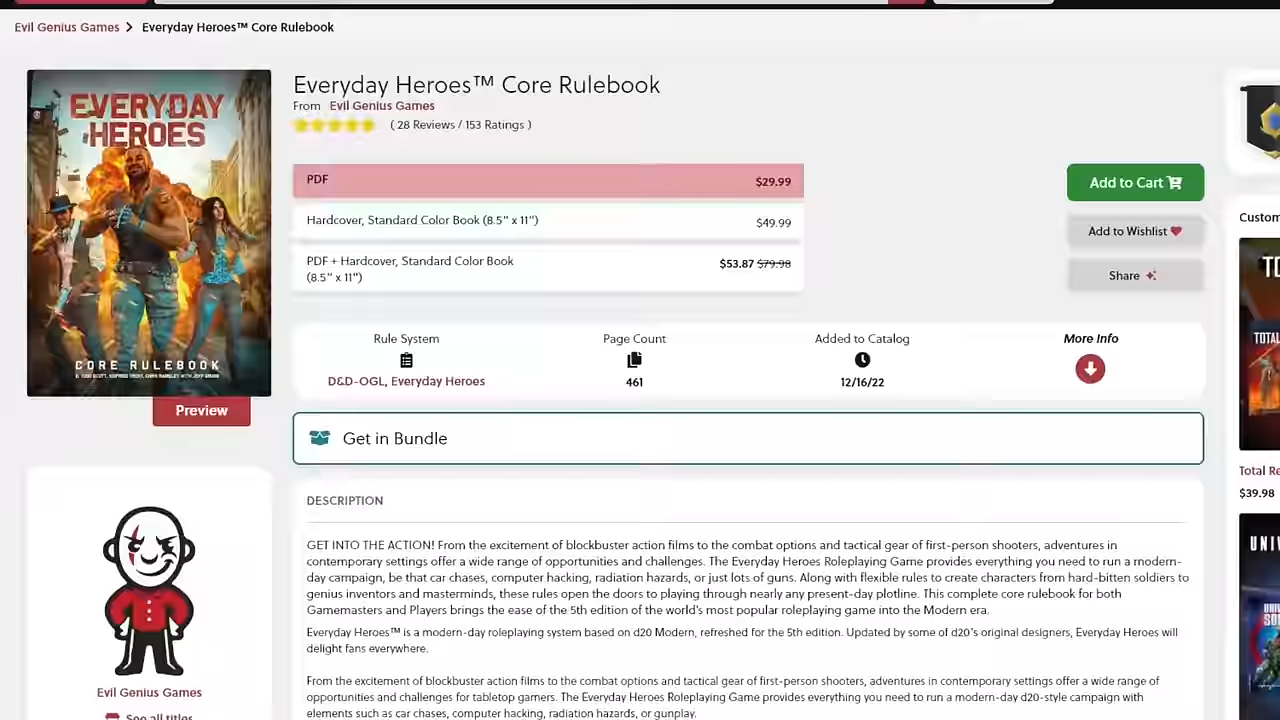 Evil Genius Games > Everyday Heroes™ Core Rulebook
EVERYDAY
HEROES
CORE RULEBOOK
Preview
Everyday Heroes™ Core Rulebook
From Evil Genius Games
( 28 Reviews / 153 Ratings )
PDF $29.99
Hardcover, Standard Color Book (8.5" x 11") $49.99
PDF + Hardcover, Standard Color Book
(8.5" x 11") $53.87 $79.98
Add to Cart
Add to Wishlist
Share
Rule System
D&D-OGL, Everyday Heroes
Page Count
461
Added to Catalog
12/16/22
More Info
Get in Bundle
DESCRIPTION
GET INTO THE ACTION! From the excitement of blockbuster action films to the combat options and tactical gear of first-person shooters, adventures in
contemporary settings offer a wide range of opportunities and challenges. The Everyday Heroes Roleplaying Game provides everything you need to run a modern-
day campaign, be that car chases, computer hacking, radiation hazards, or just lots of guns. Along with flexible rules to create characters from hard-bitten soldiers to
genius inventors and masterminds, these rules open the doors to playing through nearly any present-day plotline. This complete core rulebook for both
Gamemasters and Players brings the ease of the 5th edition of the world's most popular roleplaying game into the Modern era.
Everyday Heroes™ is a modern-day roleplaying system based on d20 Modern, refreshed for the 5th edition. Updated by some of d20's original designers, Everyday Heroes will
delight fans everywhere.
From the excitement of blockbuster action films to the combat options and tactical gear of first-person shooters, adventures in contemporary settings offer a wide range of
opportunities and challenges for tabletop gamers. The Everyday Heroes Roleplaying Game provides everything you need to run a modern-day d20-style campaign with
elements such as car chases, computer hacking, radiation hazards, or gunplay.
Evil Genius Games
See all titles
Custom
TO
TOTAL
Total Re
$39.98
UNIV